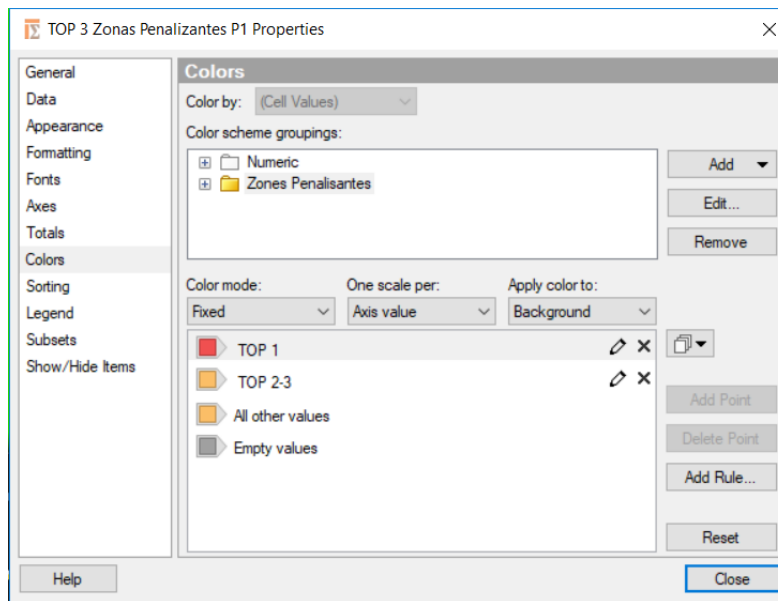 TOP 3 Zonas Penalizantes P1 Properties
General
Data
Appearance
Formatting
Fonts
Axes
Totals
Colors
Sorting
Legend
Subsets
Show/Hide Items
Colors
Color by: (Cell Values)
Color scheme groupings:
Numeric
Zones Penalisantes
Add
Edit...
Remove
Color mode: One scale per: Apply color to:
Fixed Axis value Background
TOP 1
TOP 2-3
All other values
Empty values
Add Point
Delete Point
Add Rule...
Reset
Help Close